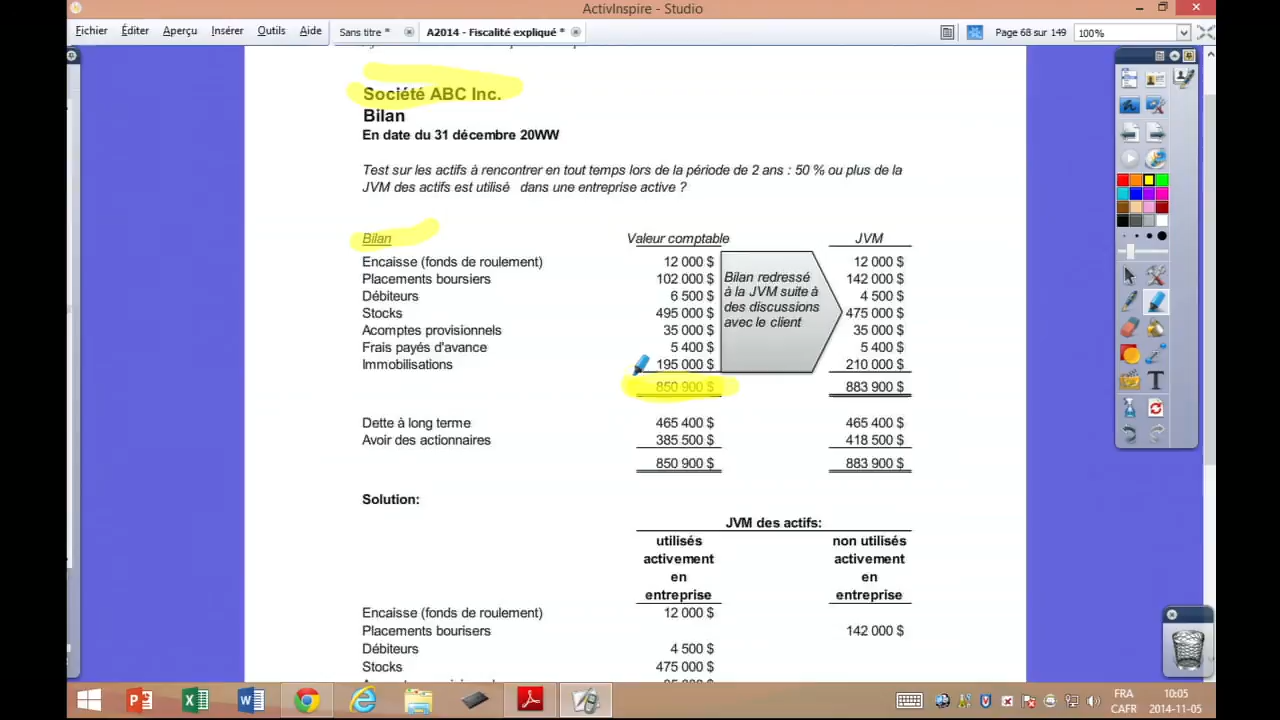 ActivInspire - Studio
Fichier Éditer Aperçu Insérer Outils Aide Sans titre * A2014 - Fiscalité expliqué * Page 68 sur 149 100%
Société ABC Inc.
Bilan
En date du 31 décembre 20WW
Test sur les actifs à rencontrer en tout temps lors de la période de 2 ans : 50 % ou plus de la
JVM des actifs est utilisé dans une entreprise active ?
Bilan Valeur comptable JVM
Encaisse (fonds de roulement) 12 000 $ 12 000 $
Placements boursiers 102 000 $ 142 000 $
Débiteurs 6 500 $ 4 500 $
Stocks 495 000 $ 475 000 $
Acomptes provisionnels 35 000 $ 35 000 $
Frais payés d'avance 5 400 $ 5 400 $
Immobilisations 195 000 $ 210 000 $
Bilan redressé
à la JVM suite à
des discussions
avec le client
850 900 $ 883 900 $
Dette à long terme 465 400 $ 465 400 $
Avoir des actionnaires 385 500 $ 418 500 $
850 900 $ 883 900 $
Solution:
JVM des actifs:
utilisés non utilisés
activement activement
en en
entreprise entreprise
Encaisse (fonds de roulement) 12 000 $
Placements bourisers 142 000 $
Débiteurs 4 500 $
Stocks 475 000 $
FRA 10:05
CAFR 2014-11-05